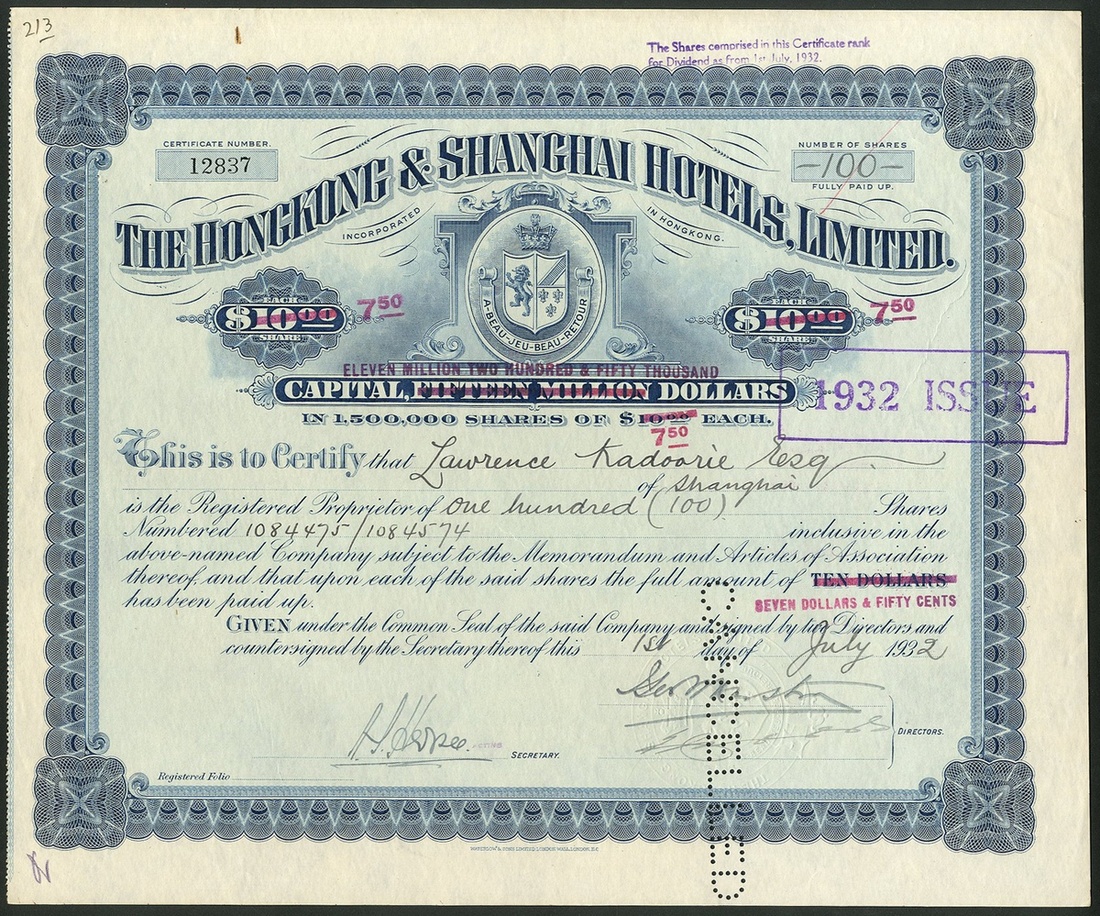 213
The Shares comprised in this Certificate rank
for Dividend as from 1st July, 1932.
CERTIFICATE NUMBER.
12837
NUMBER OF SHARES
-100-
FULLY PAID UP.
THE HONGKONG & SHANGHAI HOTELS, LIMITED.
INCORPORATED
IN HONGKONG.
EACH
$10.00
SHARE
7.50
A·BEAU·JEU·BEAU·RETOUR
EACH
$10.00
SHARE
7.50
ELEVEN MILLION TWO HUNDRED & FIFTY THOUSAND
CAPITAL, FIFTEEN MILLION DOLLARS
1932 ISSUE
IN 1,500,000 SHARES OF $10.00 EACH.
7.50
This is to Certify that Lawrence Kadoorie Esq
of Shanghai
is the Registered Proprietor of One hundred (100) Shares
Numbered 1084475/1084574 inclusive in the
above-named Company subject to the Memorandum and Articles of Association
thereof, and that upon each of the said shares the full amount of TEN DOLLARS
SEVEN DOLLARS & FIFTY CENTS
has been paid up.
GIVEN under the Common Seal of the said Company and signed by two Directors and
countersigned by the Secretary thereof this 1st day of July 1932
DIRECTORS.
ACTING
SECRETARY.
Registered Folio
CANCELLED
WATERLOW & SONS LIMITED, LONDON WALL, LONDON, E.C.